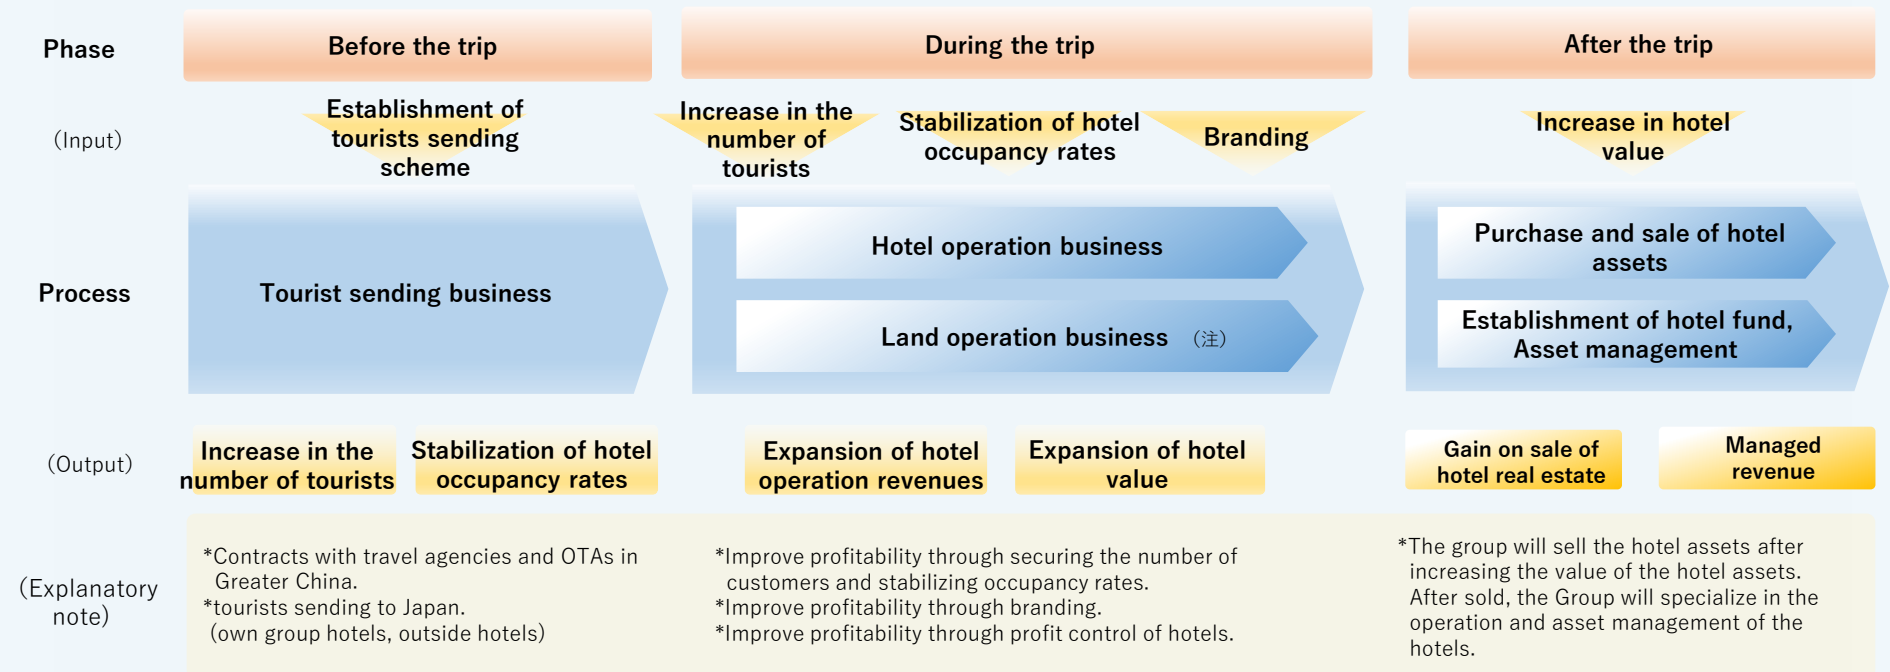 Phase
Before the trip
During the trip
After the trip
(Input)
Establishment of
tourists sending
scheme
Increase in the
number of
tourists
Stabilization of hotel
occupancy rates
Branding
Increase in hotel
value
Process
Tourist sending business
Hotel operation business
Land operation business (注)
Purchase and sale of hotel
assets
Establishment of hotel fund,
Asset management
(Output)
Increase in the
number of tourists
Stabilization of hotel
occupancy rates
Expansion of hotel
operation revenues
Expansion of hotel
value
Gain on sale of
hotel real estate
Managed
revenue
(Explanatory
note)
*Contracts with travel agencies and OTAs in
Greater China.
*tourists sending to Japan.
(own group hotels, outside hotels)
*Improve profitability through securing the number of
customers and stabilizing occupancy rates.
*Improve profitability through branding.
*Improve profitability through profit control of hotels.
*The group will sell the hotel assets after
increasing the value of the hotel assets.
After sold, the Group will specialize in the
operation and asset management of the
hotels.